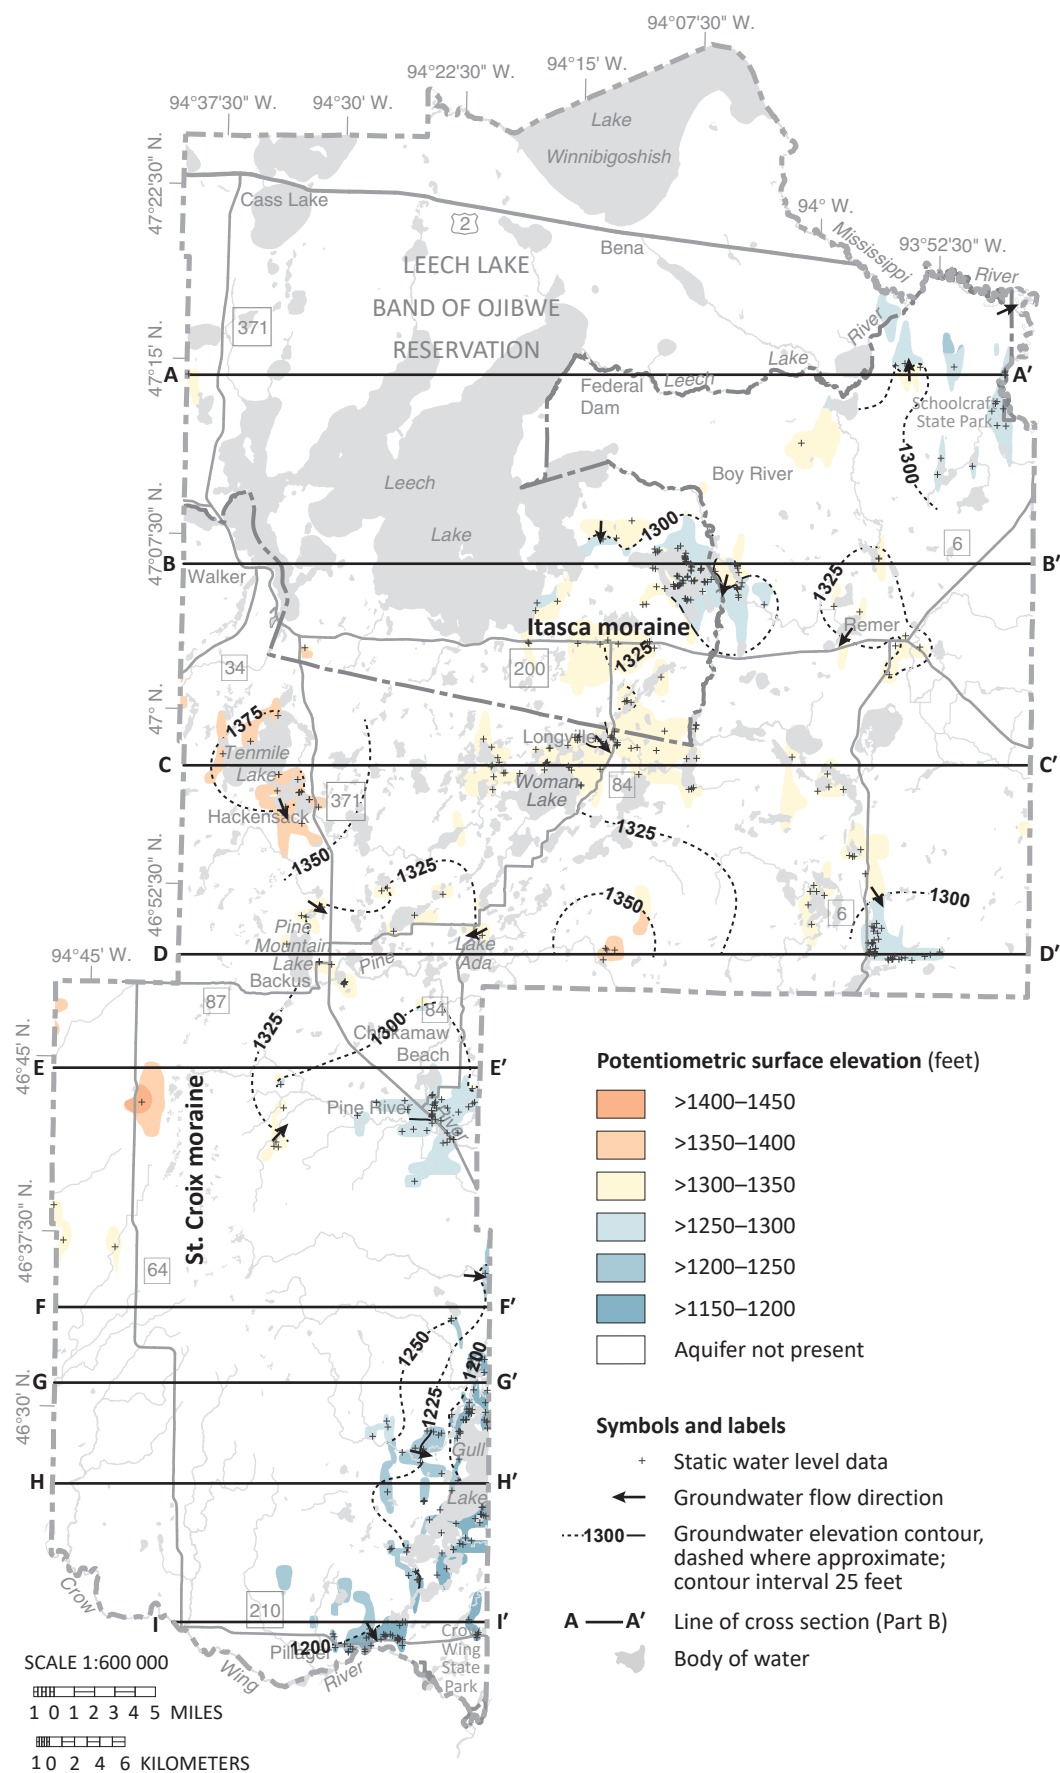 94°07'30" W.
94°15' W.
94°22'30" W.
94°37'30" W.
94°30' W.
Lake
Winnibigoshish
47°22'30" N.
Cass Lake
2
94° W.
Mississippi
93°52'30" W.
River
Bena
LEECH LAKE
BAND OF OJIBWE
RESERVATION
371
River
47°15' N.
A
Lake
Leech
A'
Federal
Dam
Schoolcraft
State Park
1300
Boy River
Leech
Lake
47°07'30" N.
1300
6
B
B'
Walker
1325
Itasca moraine
Remer
200
1325
34
47° N.
1375
Tenmile
Lake
Longville
C
C'
Woman
Lake
84
371
Hackensack
1325
1350
1325
46°52'30" N.
1350
1300
6
Pine
Mountain
Lake
Lake
Ada
D
D'
94°45' W.
Backus
Pine
87
84
1325
1300
Chickamaw
Beach
46°45' N.
E
E'
Pine River
River
St. Croix moraine
46°37'30" N.
64
F
F'
1250
1200
G
G'
1225
46°30' N.
Gull
H
H'
Lake
Crow
210
I
I'
Pillager
1200
Crow
Wing
State
Park
Wing
River
SCALE 1:600 000
1 0 1 2 3 4 5 MILES
1 0 2 4 6 KILOMETERS
Potentiometric surface elevation (feet)
>1400–1450
>1350–1400
>1300–1350
>1250–1300
>1200–1250
>1150–1200
Aquifer not present
Symbols and labels
Static water level data
Groundwater flow direction
1300 Groundwater elevation contour,
dashed where approximate;
contour interval 25 feet
A A' Line of cross section (Part B)
Body of water